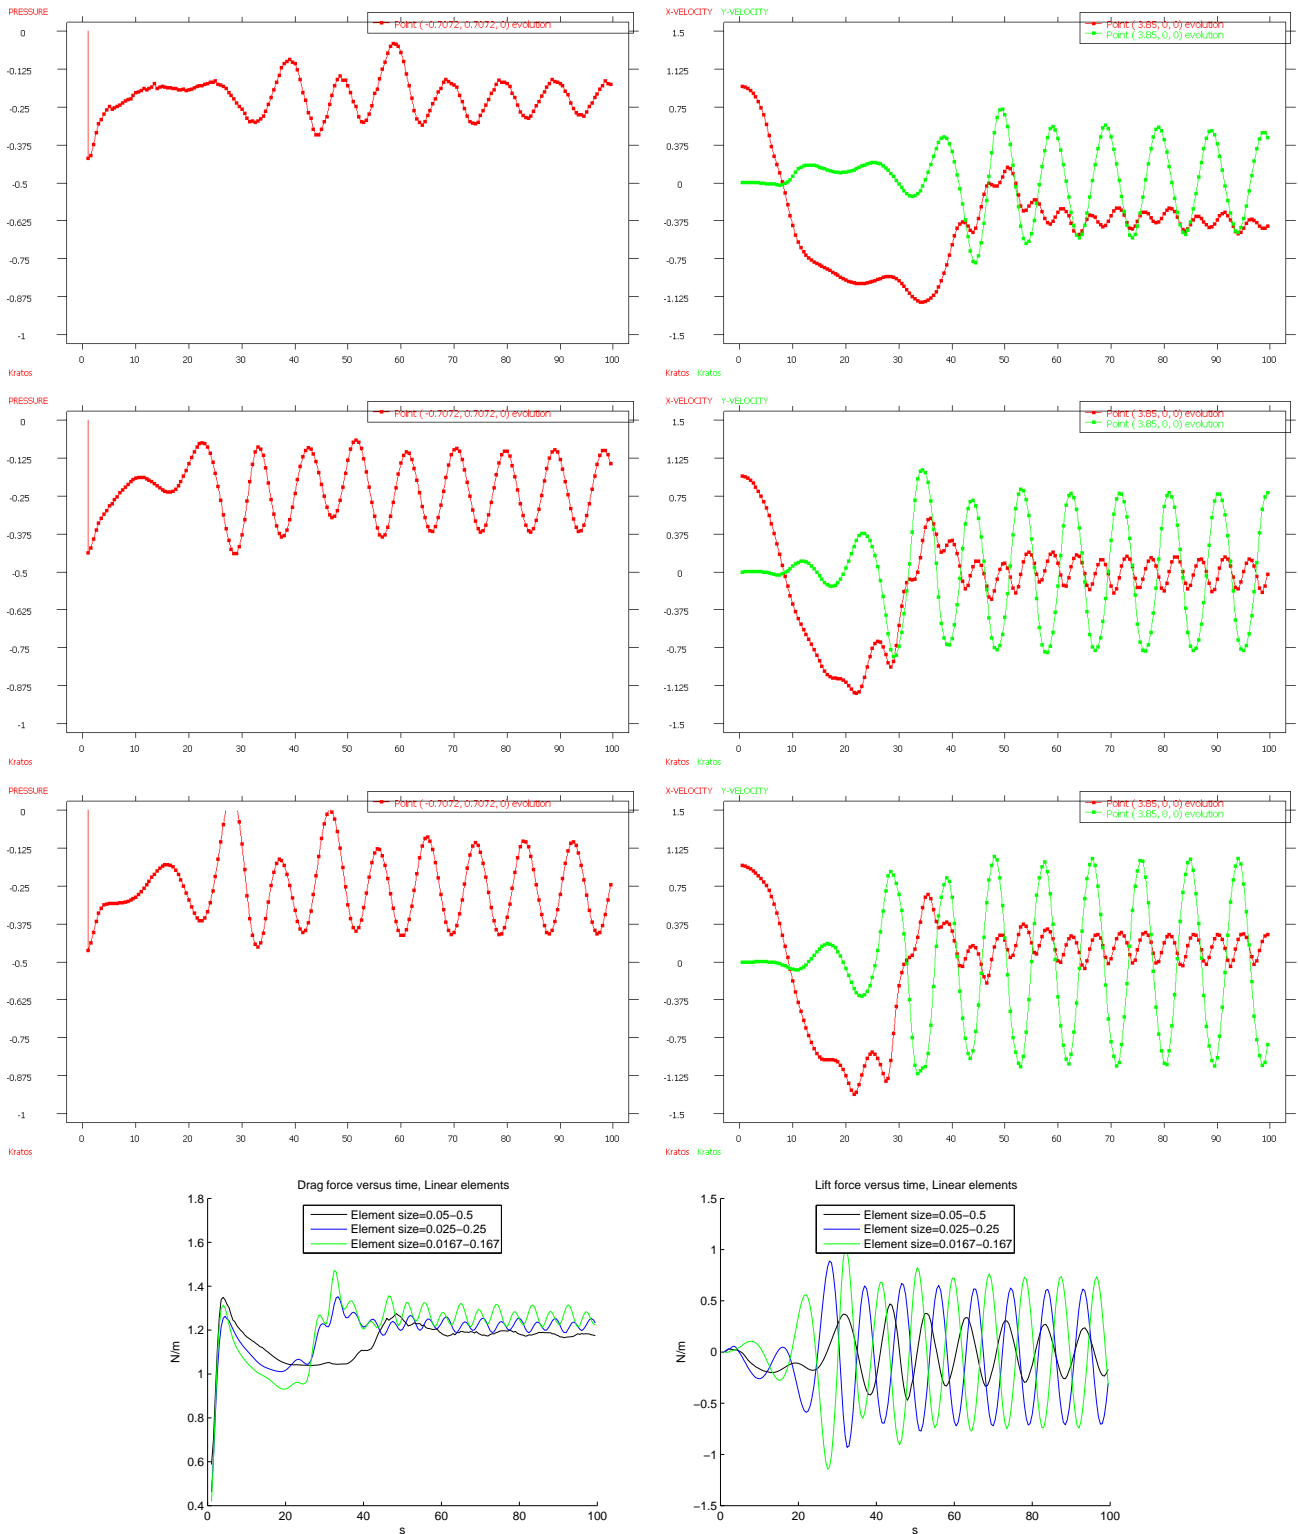 PRESSURE
Point ( -0.7072, 0.7072, 0) evolution
0
-0.125
-0.25
-0.375
-0.5
-0.625
-0.75
-0.875
-1
0 10 20 30 40 50 60 70 80 90 100
Kratos
X-VELOCITY Y-VELOCITY
Point ( 3.85, 0, 0) evolution
Point ( 3.85, 0, 0) evolution
1.5
1.125
0.75
0.375
0
-0.375
-0.75
-1.125
-1.5
0 10 20 30 40 50 60 70 80 90 100
Kratos Kratos
PRESSURE
Point ( -0.7072, 0.7072, 0) evolution
0
-0.125
-0.25
-0.375
-0.5
-0.625
-0.75
-0.875
-1
0 10 20 30 40 50 60 70 80 90 100
Kratos
X-VELOCITY Y-VELOCITY
Point ( 3.85, 0, 0) evolution
Point ( 3.85, 0, 0) evolution
1.5
1.125
0.75
0.375
0
-0.375
-0.75
-1.125
-1.5
0 10 20 30 40 50 60 70 80 90 100
Kratos Kratos
PRESSURE
Point ( -0.7072, 0.7072, 0) evolution
0
-0.125
-0.25
-0.375
-0.5
-0.625
-0.75
-0.875
-1
0 10 20 30 40 50 60 70 80 90 100
Kratos
X-VELOCITY Y-VELOCITY
Point ( 3.85, 0, 0) evolution
Point ( 3.85, 0, 0) evolution
1.5
1.125
0.75
0.375
0
-0.375
-0.75
-1.125
-1.5
0 10 20 30 40 50 60 70 80 90 100
Kratos Kratos
Drag force versus time, Linear elements
Element size=0.05−0.5
Element size=0.025−0.25
Element size=0.0167−0.167
1.8
1.6
1.4
1.2
1
0.8
0.6
0.4
N/m
0 20 40 60 80 100
s
Lift force versus time, Linear elements
Element size=0.05−0.5
Element size=0.025−0.25
Element size=0.0167−0.167
1.5
1
0.5
0
−0.5
−1
−1.5
N/m
0 20 40 60 80 100
s